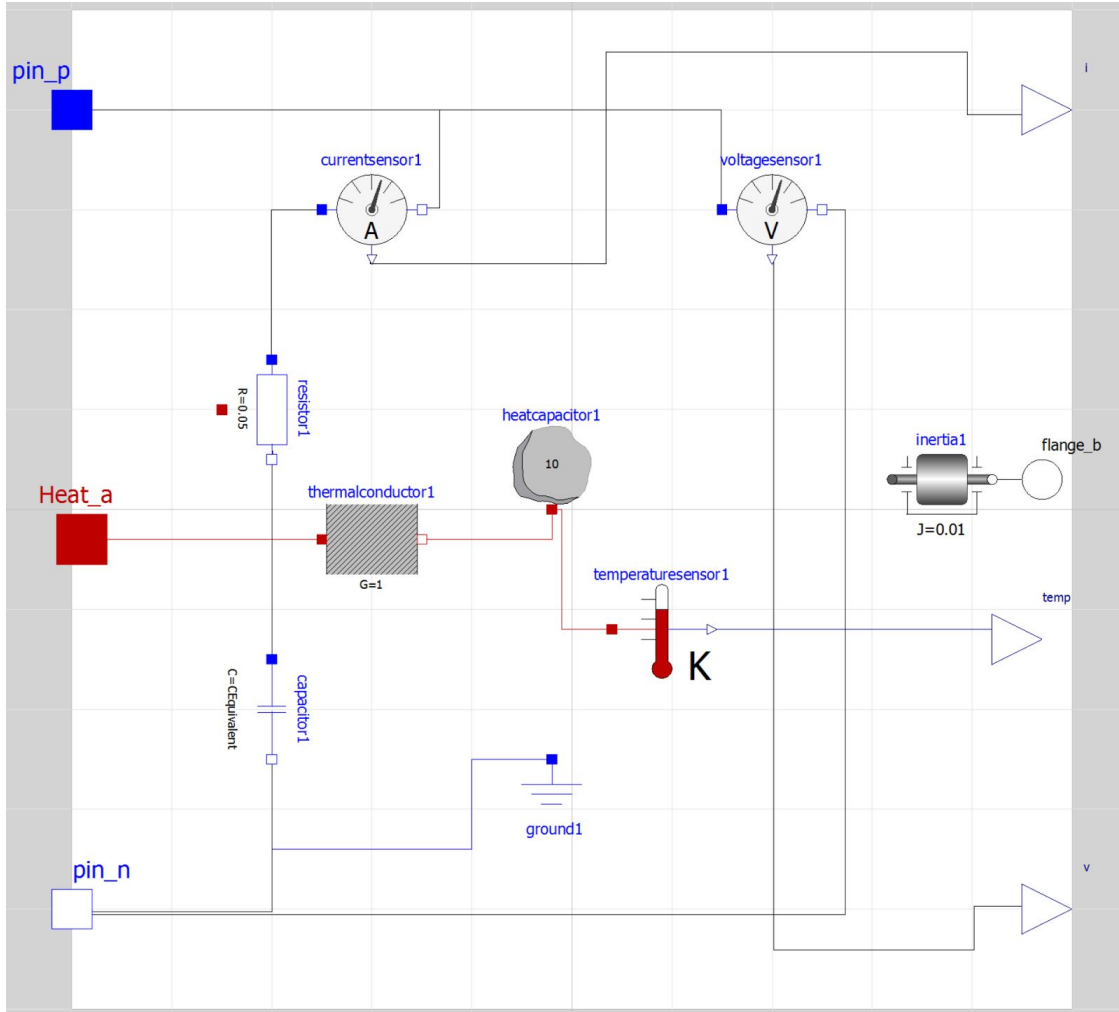 pin_p
i
currentsensor1
voltagesensor1
A
V
R=0.05
resistor1
heatcapacitor1
10
inertia1
flange_b
J=0.01
Heat_a
thermalconductor1
G=1
temperaturesensor1
K
temp
C=CEquivalent
capacitor1
ground1
pin_n
v